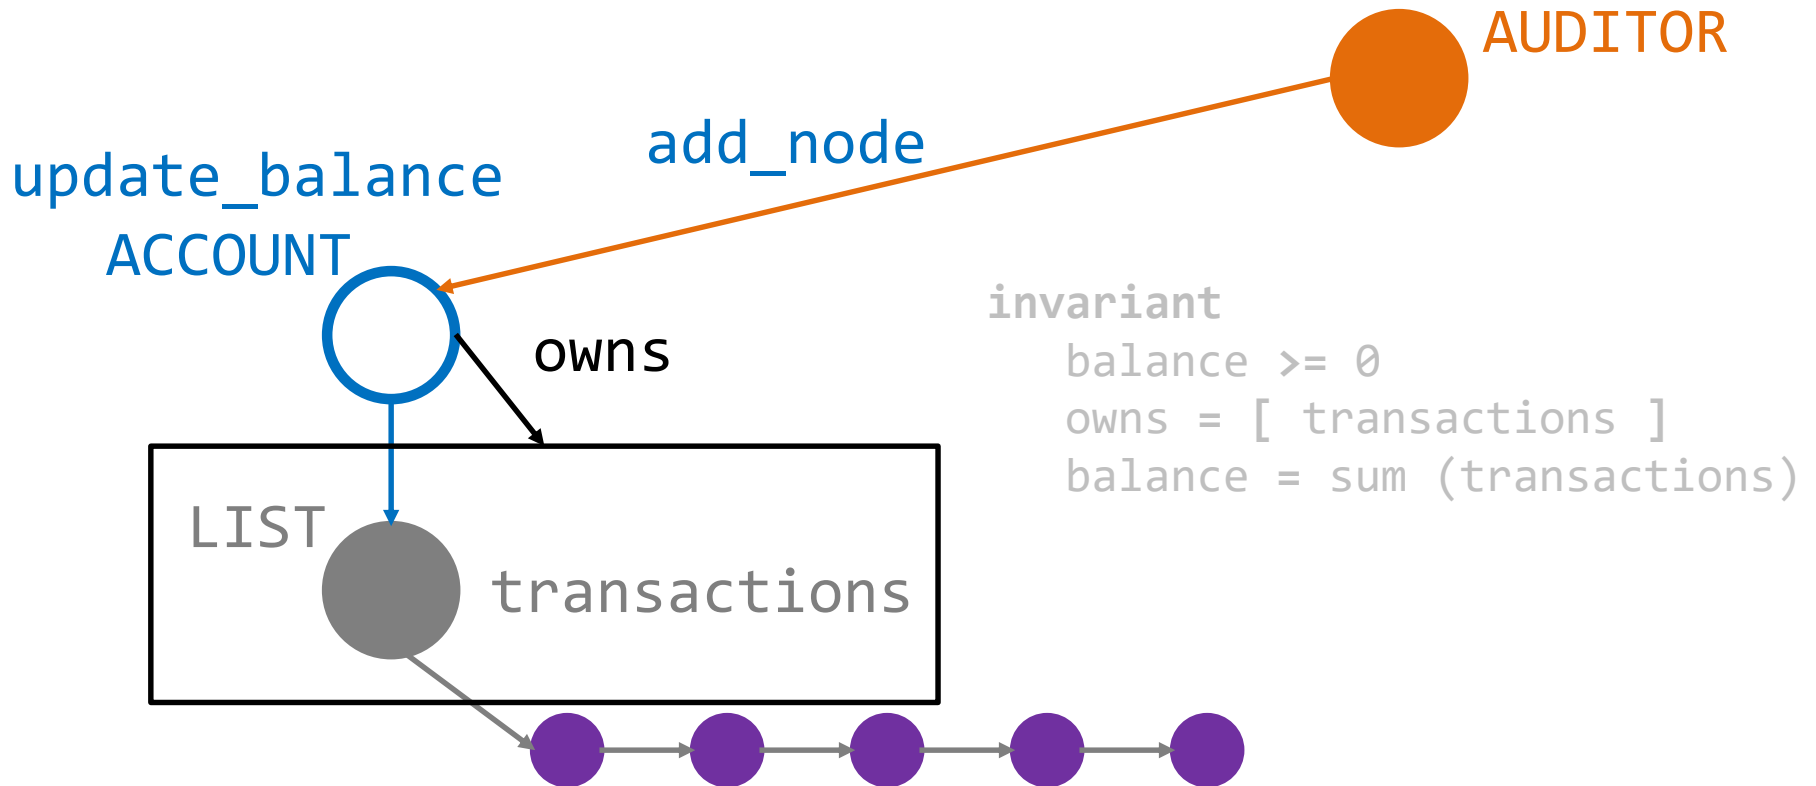 AUDITOR
add_node
update_balance
ACCOUNT
owns
invariant
balance >= 0
owns = [ transactions ]
balance = sum (transactions)
LIST
transactions